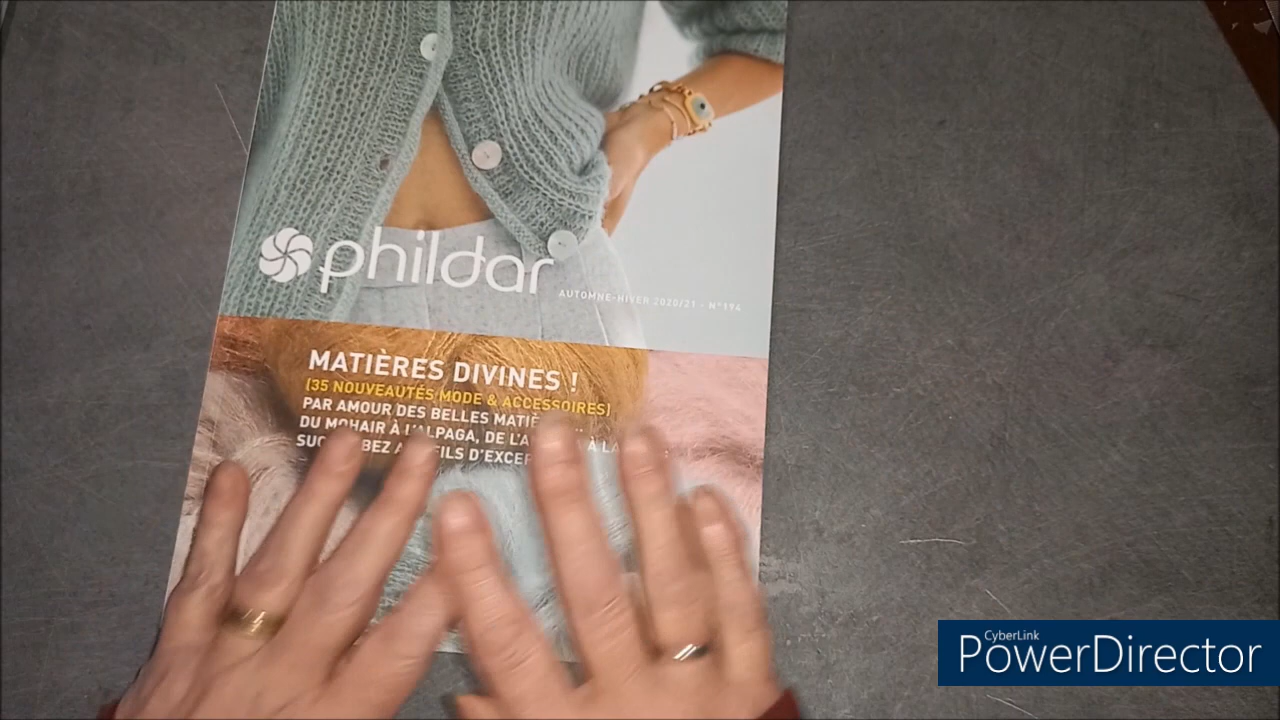 phildar
AUTOMNE-HIVER 2020/21 - N°194
MATIÈRES DIVINES !
(35 NOUVEAUTÉS MODE & ACCESSOIRES)
PAR AMOUR DES BELLES
DU MOHAIR À L'ALPAGA, DE À
D'EXCEP
CyberLink
PowerDirector